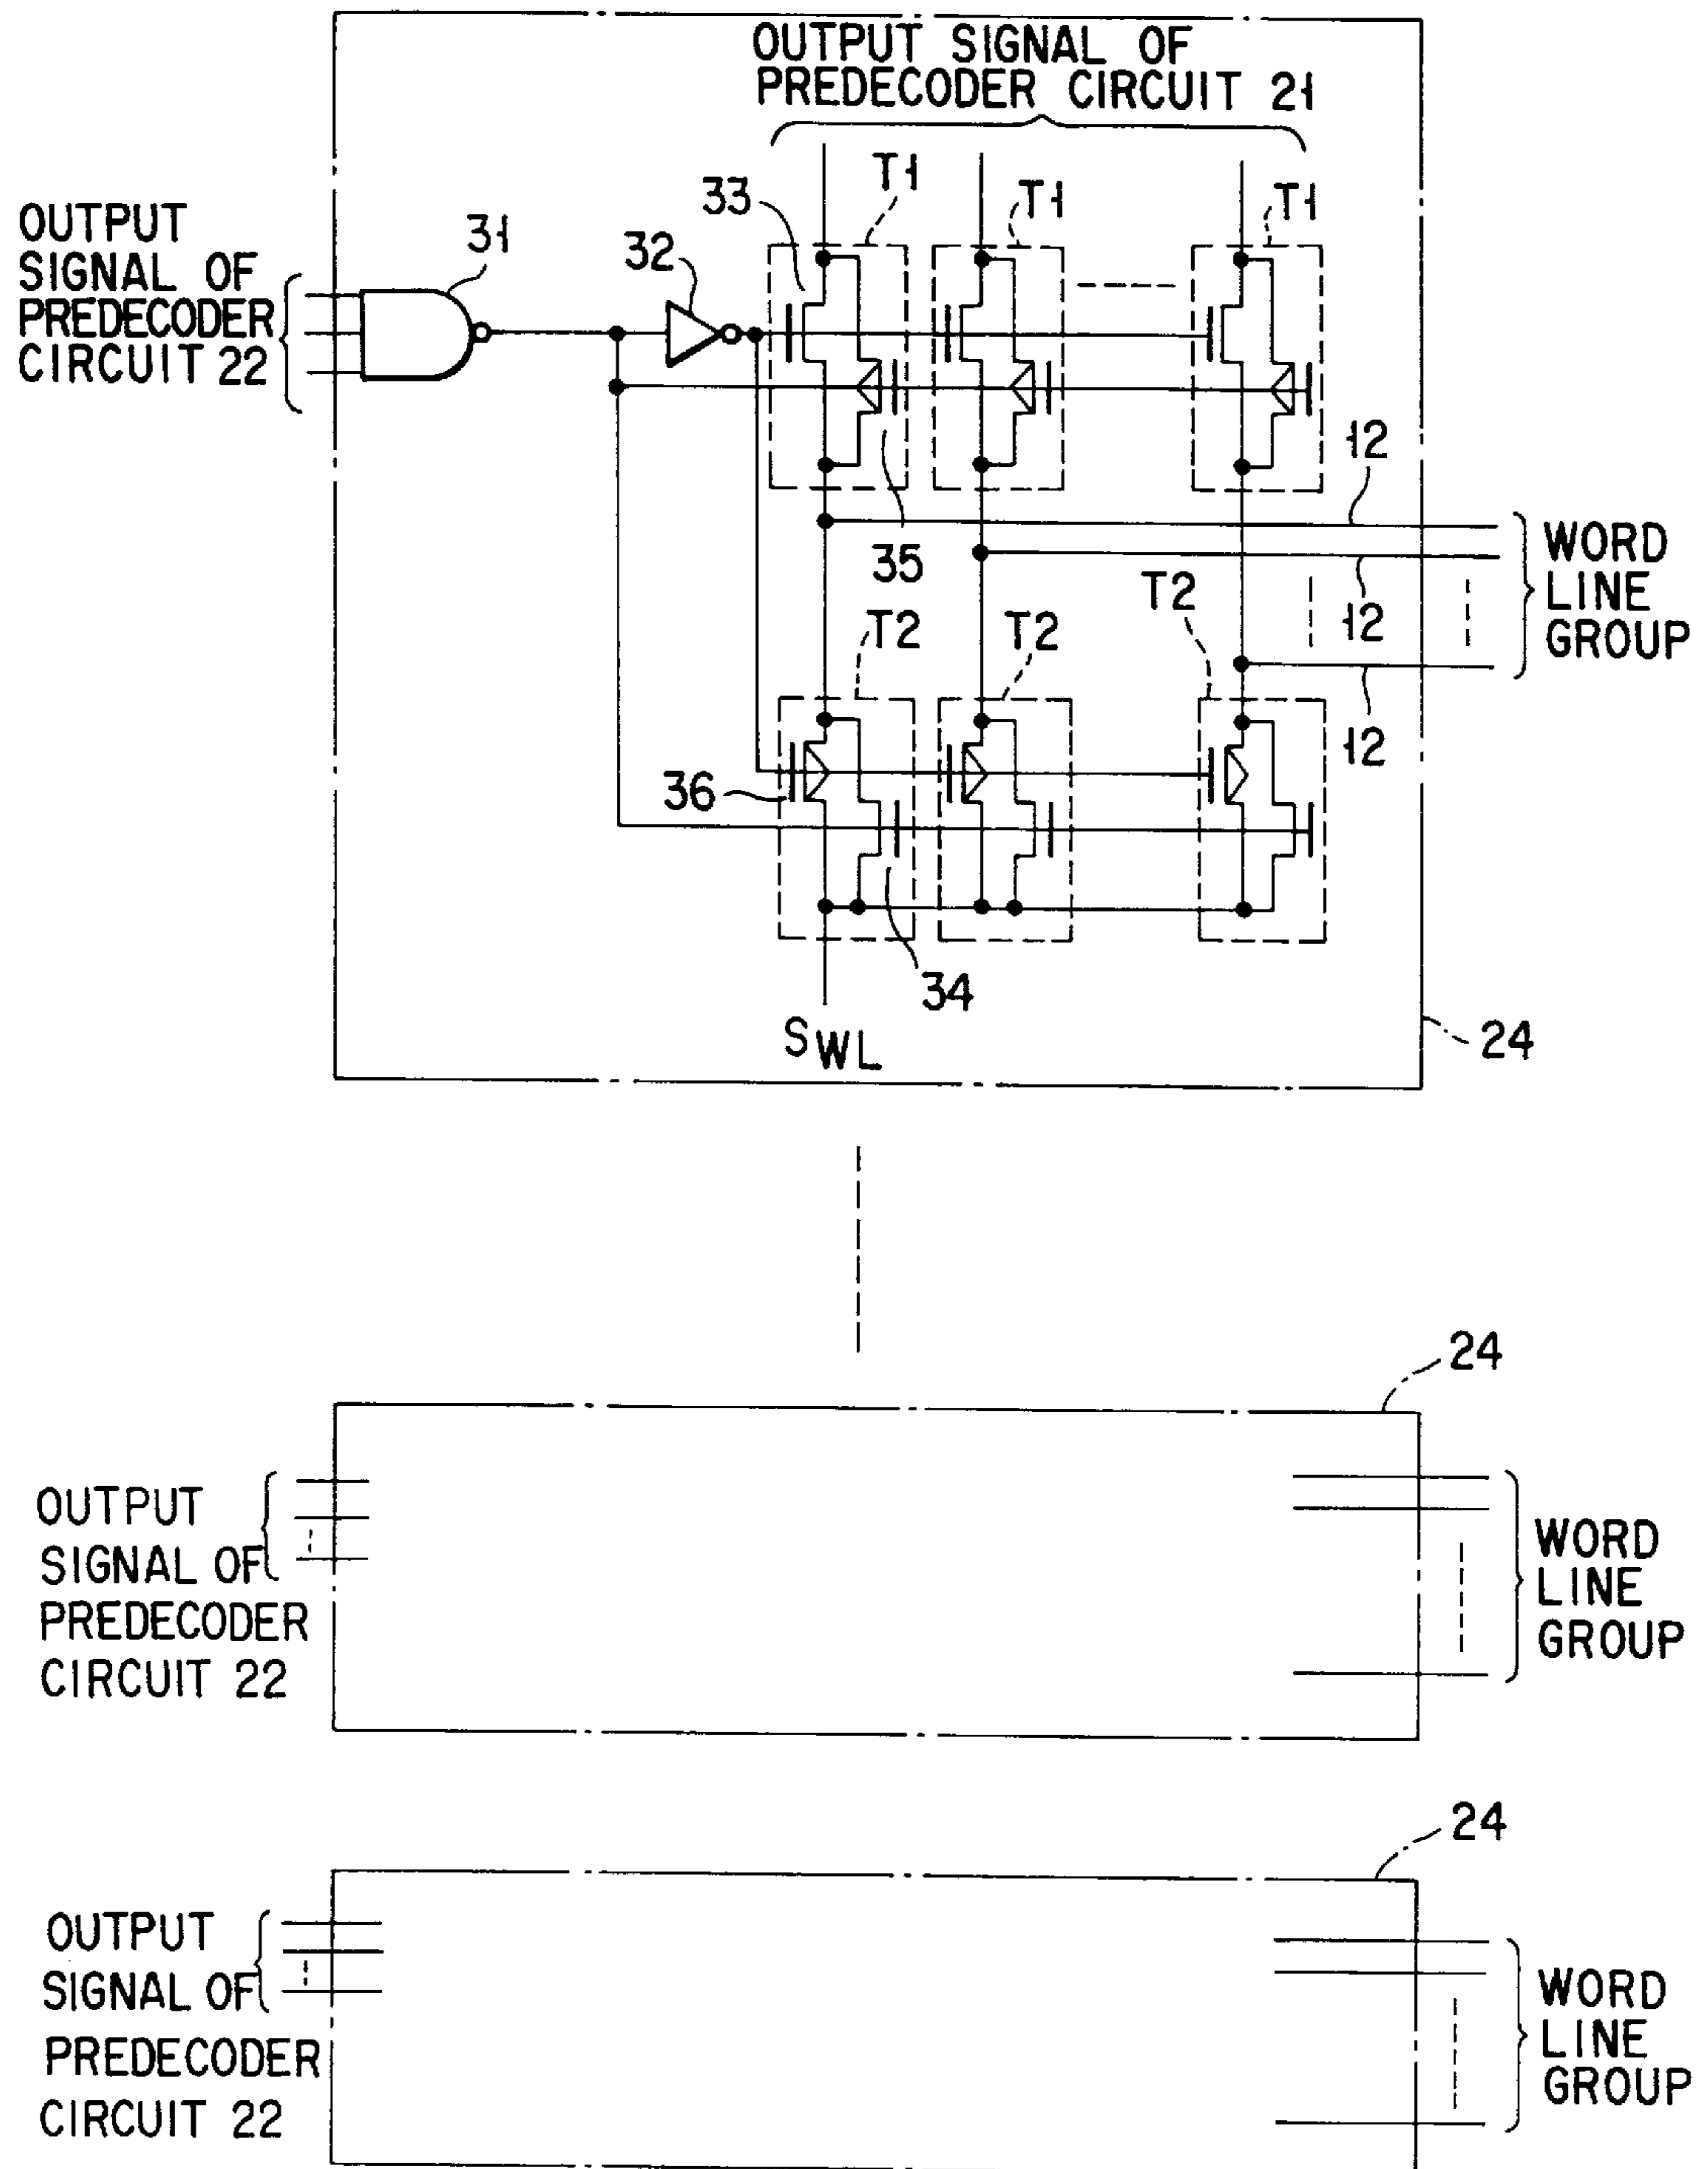 OUTPUT SIGNAL OF
PREDECODER CIRCUIT 21
OUTPUT
SIGNAL OF
PREDECODER
CIRCUIT 22
31
32
33
T1
T1
T1
35
12
12
12
WORD
LINE
GROUP
T2
T2
T2
36
34
SWL
24
24
OUTPUT
SIGNAL OF
PREDECODER
CIRCUIT 22
WORD
LINE
GROUP
24
OUTPUT
SIGNAL OF
PREDECODER
CIRCUIT 22
WORD
LINE
GROUP